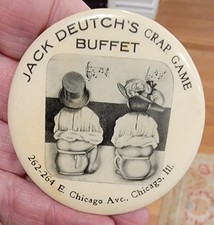 JACK DEUTCH'S CRAP GAME
BUFFET
262-264 E. Chicago Ave., Chicago, Ill.